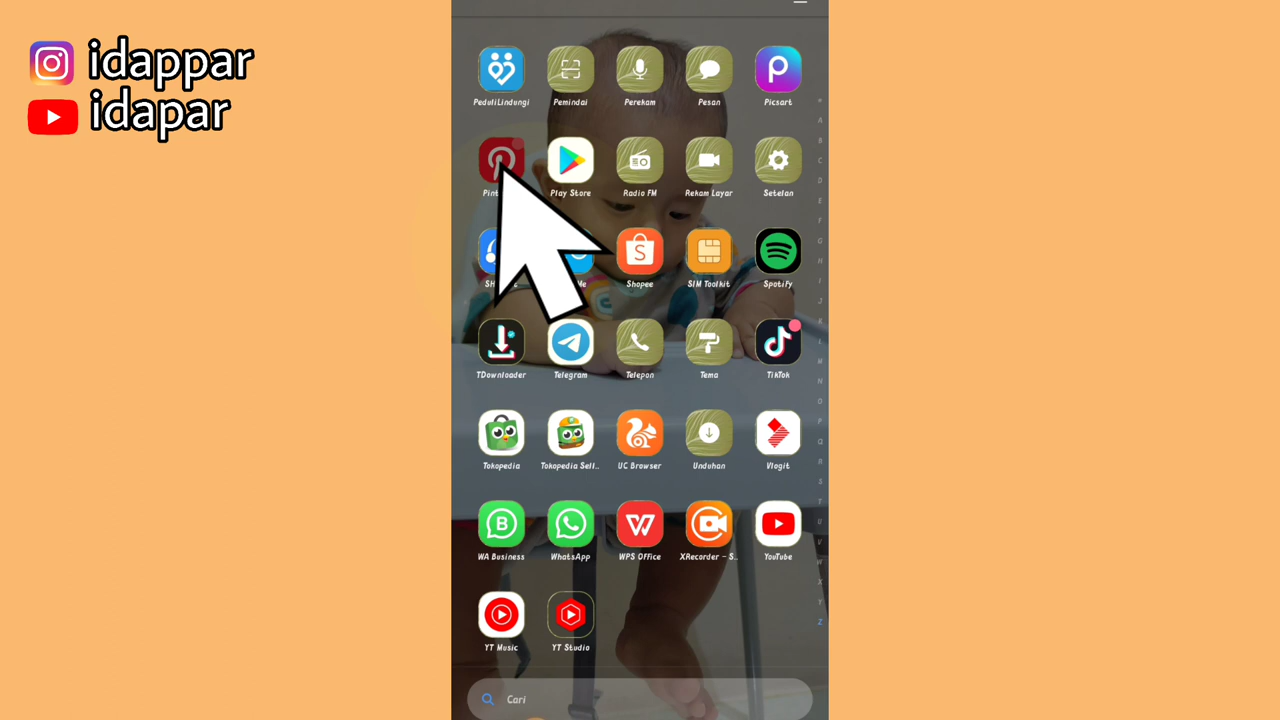 idappar
idapar
PeduliLindungi Pemindai Perekam Pesan Picsart
Play Store Radio FM Rekam Layar Setelan
Shopee SIM Toolkit Spotify
TDownloader Telegram Telepon Tema TikTok
Tokopedia Tokopedia Sell.. UC Browser Unduhan Vlogit
B
WA Business WhatsApp WPS Office XRecorder - S.. YouTube
YT Music YT Studio
Cari